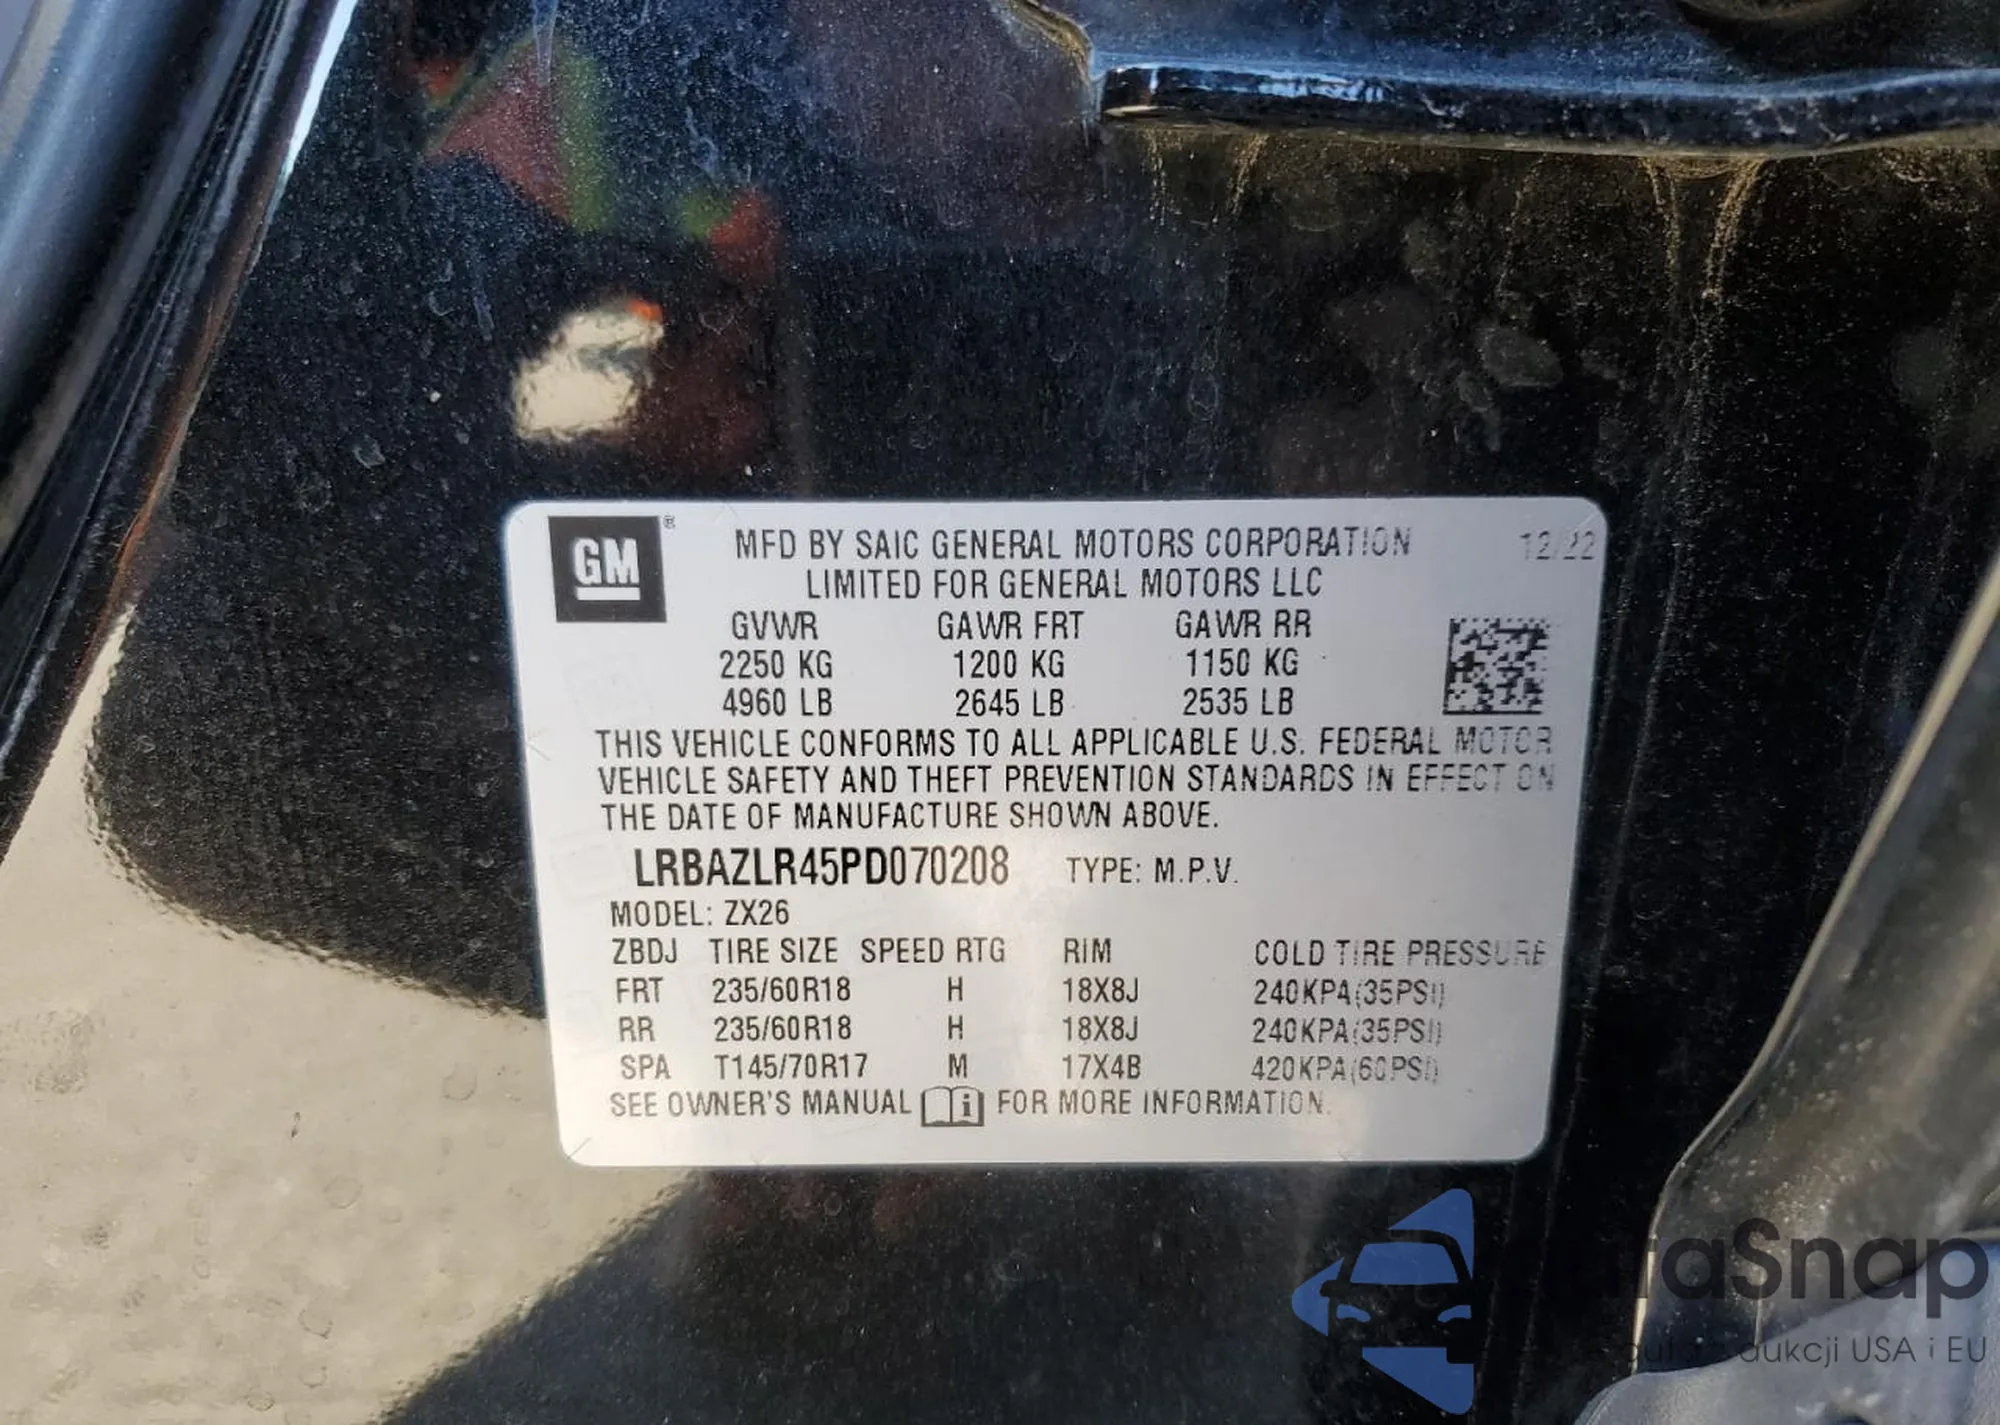 GM ® MFD BY SAIC GENERAL MOTORS CORPORATION 12/22
LIMITED FOR GENERAL MOTORS LLC
GVWR GAWR FRT GAWR RR
2250 KG 1200 KG 1150 KG
4960 LB 2645 LB 2535 LB
THIS VEHICLE CONFORMS TO ALL APPLICABLE U.S. FEDERAL MOTOR
VEHICLE SAFETY AND THEFT PREVENTION STANDARDS IN EFFECT ON
THE DATE OF MANUFACTURE SHOWN ABOVE.
LRBAZLR45PD070208 TYPE: M.P.V.
MODEL: ZX26
ZBDJ TIRE SIZE SPEED RTG RIM COLD TIRE PRESSURE
FRT 235/60R18 H 18X8J 240KPA(35PSI)
RR 235/60R18 H 18X8J 240KPA(35PSI)
SPA T145/70R17 M 17X4B 420KPA(60PSI)
SEE OWNER'S MANUAL i FOR MORE INFORMATION.
USA i EU